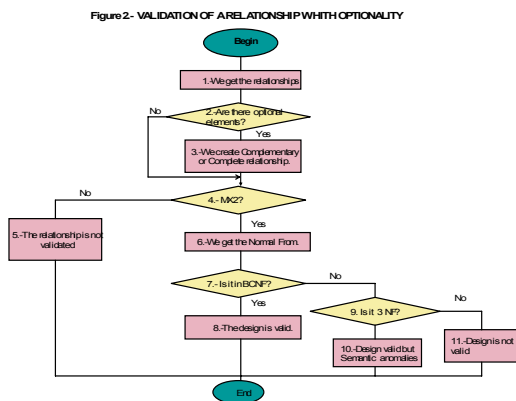 Figure 2.- VALIDATION OF A RELATIONSHIP WHITH OPTIONALITY
Begin
1.-We get the relationships
2.-Are there optional
elements?
No
Yes
3.-We create Complementary
or Complete relationship.
4.- MX2?
No
Yes
5.-The relationship is not
validated
6.-We get the Normal From.
7.- Is it in BCNF?
No
Yes
8.-The design is valid.
9. Is it 3 NF?
No
10.-Design valid but
Semantic anomalies
11.-Design is not
valid
End